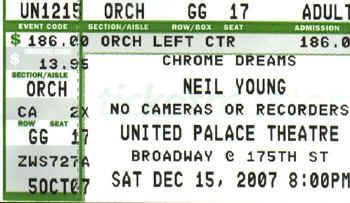 UN1215 ORCH GG 17 ADULT
EVENT CODE SECTION/AISLE ROW/BOX SEAT ADMISSION
$ 186.00 ORCH LEFT CTR 186.0
$ 13.95 CHROME DREAMS
SECTION/AISLE
ORCH NEIL YOUNG
CA 2X NO CAMERAS OR RECORDERS
ROW SEAT
GG 17 UNITED PALACE THEATRE
ZWS727A BROADWAY @ 175TH ST
5OCT07 SAT DEC 15, 2007 8:00PM